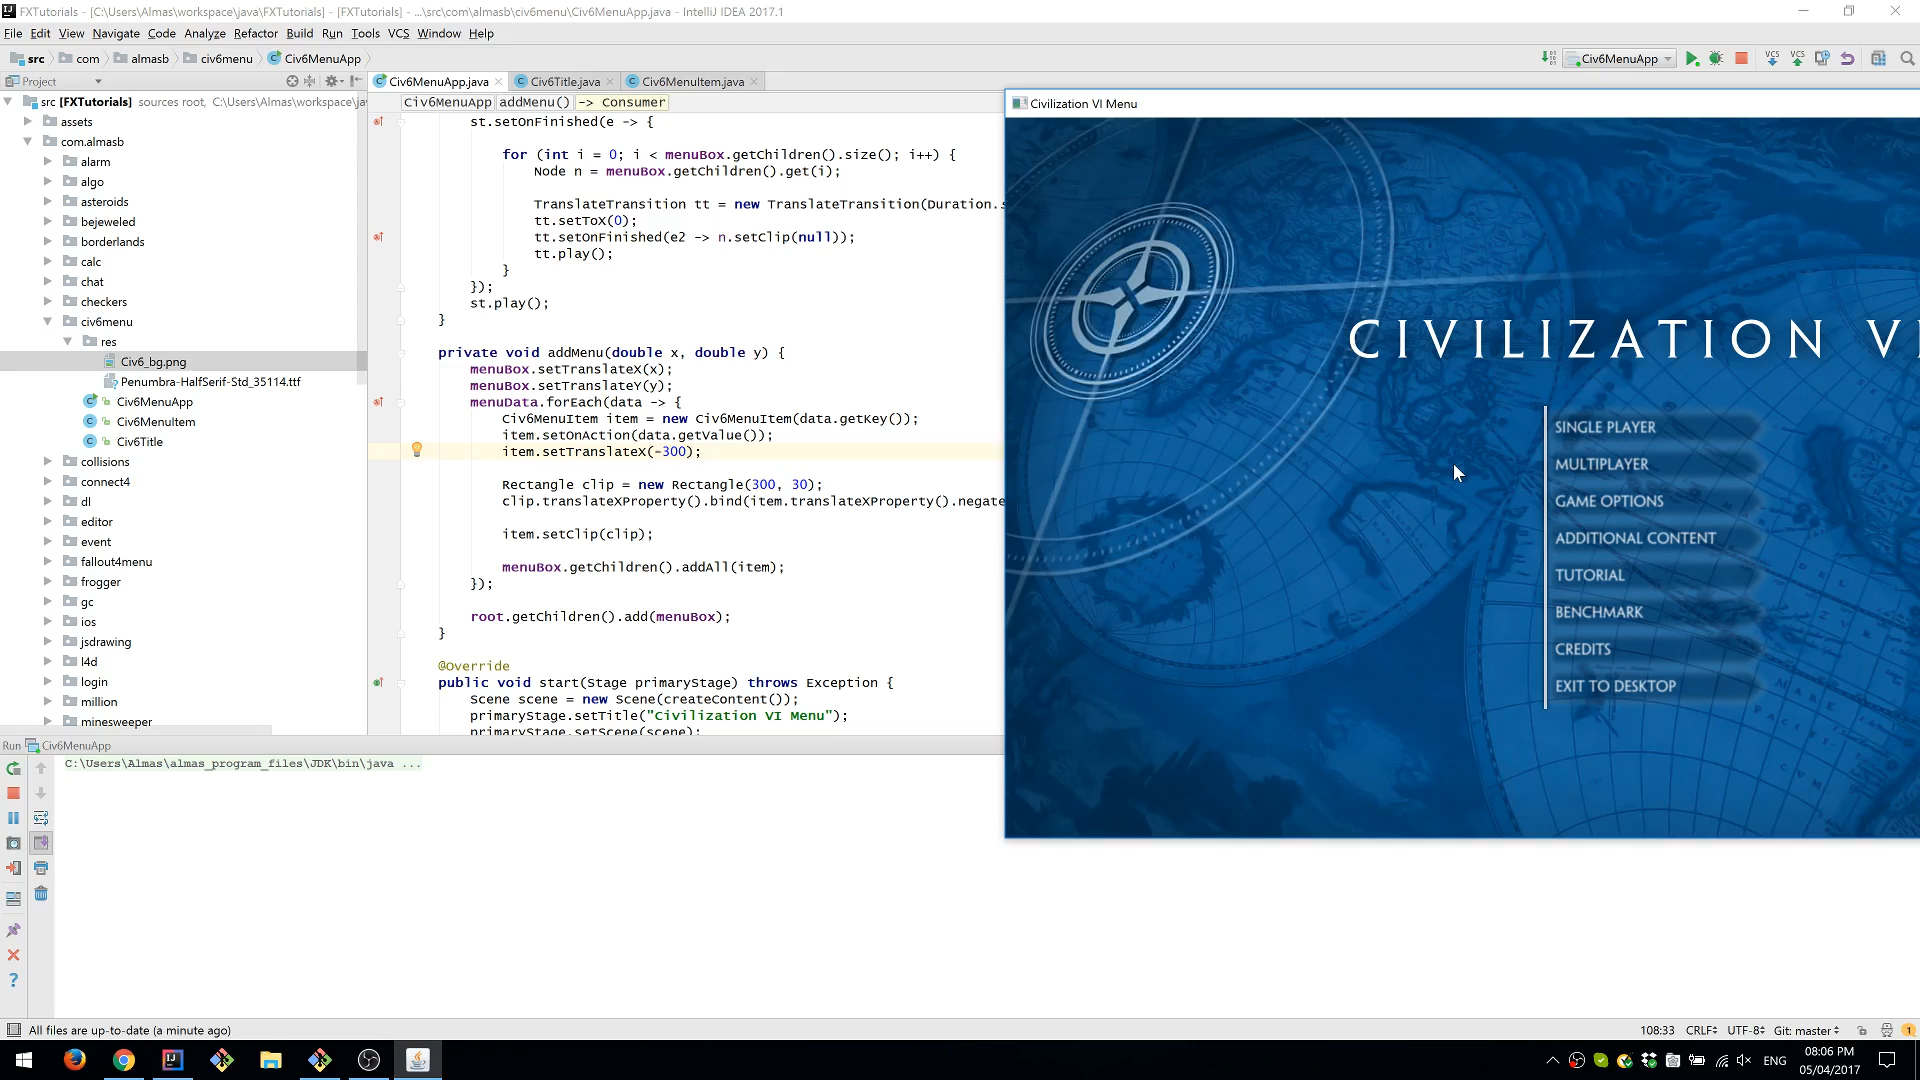 FXTutorials - [C:\Users\Almas\workspace\java\FXTutorials] - [FXTutorials] - ...\src\com\almasb\civ6menu\Civ6MenuApp.java - IntelliJ IDEA 2017.1
File Edit View Navigate Code Analyze Refactor Build Run Tools VCS Window Help
src com almasb civ6menu Civ6MenuApp
Civ6MenuApp
VCS VCS
Project
Civ6MenuApp.java Civ6Title.java Civ6MenuItem.java
src [FXTutorials] sources root, C:\Users\Almas\workspace\ja
assets
com.almasb
alarm
algo
asteroids
bejeweled
borderlands
calc
chat
checkers
civ6menu
res
Civ6_bg.png
Penumbra-HalfSerif-Std_35114.ttf
Civ6MenuApp
Civ6MenuItem
Civ6Title
collisions
connect4
dl
editor
event
fallout4menu
frogger
gc
ios
jsdrawing
l4d
login
million
minesweeper
Civ6MenuApp addMenu() -> Consumer
st.setOnFinished(e -> {
for (int i = 0; i < menuBox.getChildren().size(); i++) {
Node n = menuBox.getChildren().get(i);
TranslateTransition tt = new TranslateTransition(Duration.s
tt.setToX(0);
tt.setOnFinished(e2 -> n.setClip(null));
tt.play();
}
});
st.play();
}
private void addMenu(double x, double y) {
menuBox.setTranslateX(x);
menuBox.setTranslateY(y);
menuData.forEach(data -> {
Civ6MenuItem item = new Civ6MenuItem(data.getKey());
item.setOnAction(data.getValue());
item.setTranslateX(-300);
Rectangle clip = new Rectangle(300, 30);
clip.translateXProperty().bind(item.translateXProperty().negate
item.setClip(clip);
menuBox.getChildren().addAll(item);
});
root.getChildren().add(menuBox);
}
@Override
public void start(Stage primaryStage) throws Exception {
Scene scene = new Scene(createContent());
primaryStage.setTitle("Civilization VI Menu");
primaryStage.setScene(scene);
Civilization VI Menu
CIVILIZATION VI
SINGLE PLAYER
MULTIPLAYER
GAME OPTIONS
ADDITIONAL CONTENT
TUTORIAL
BENCHMARK
CREDITS
EXIT TO DESKTOP
Run Civ6MenuApp
C:\Users\Almas\almas_program_files\JDK\bin\java ...
All files are up-to-date (a minute ago)
108:33 CRLF UTF-8 Git: master 1
ENG
08:06 PM
05/04/2017